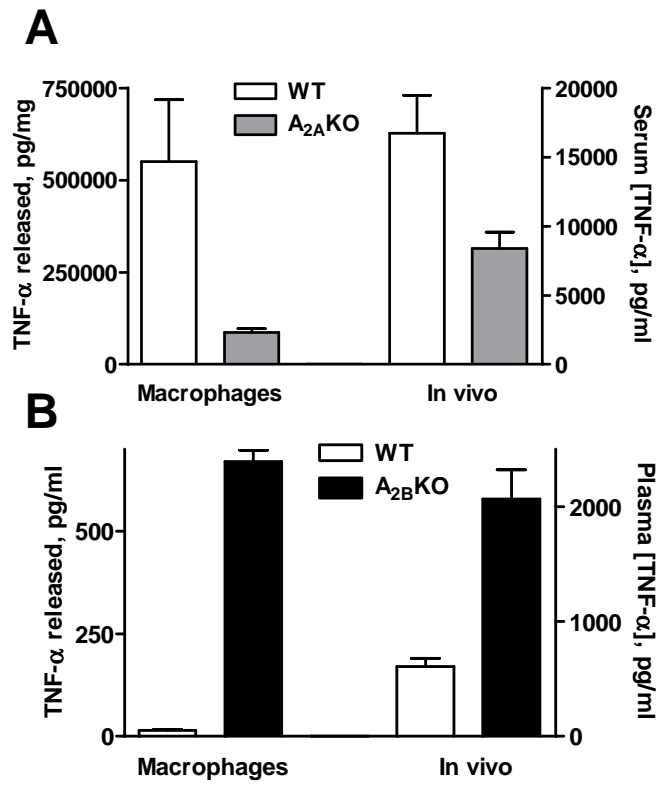 A
TNF-α released, pg/mg
750000
500000
250000
0
WT
A2AKO
20000
15000
10000
5000
0
Serum [TNF-α], pg/ml
Macrophages
In vivo
B
TNF-α released, pg/ml
500
250
0
WT
A2BKO
2000
1000
0
Plasma [TNF-α], pg/ml
Macrophages
In vivo